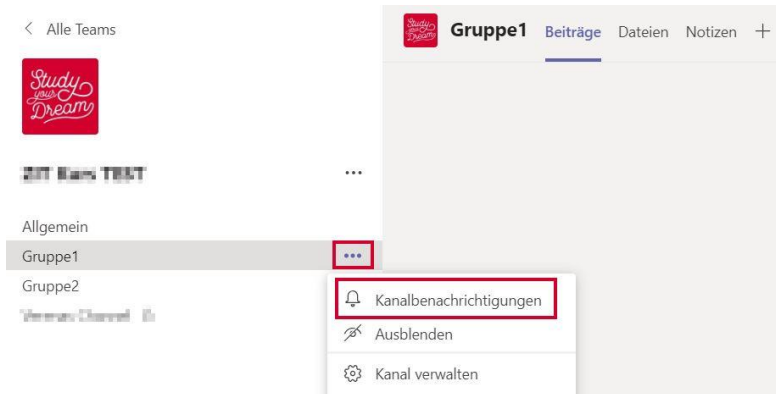 Alle Teams
Study
your
Dream
Allgemein
Gruppe1
Gruppe2
Study
your
Dream
Gruppe1 Beiträge Dateien Notizen
Kanalbenachrichtigungen
Ausblenden
Kanal verwalten